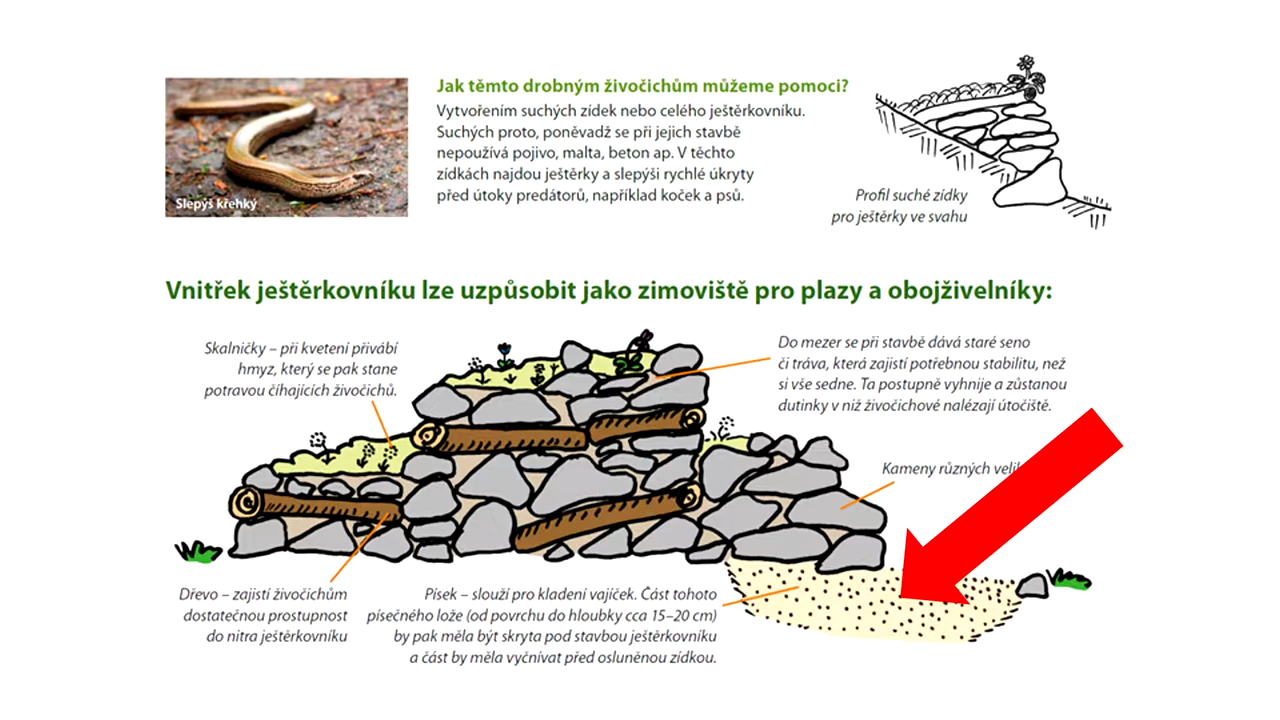 Slepýš křehký
Jak těmto drobným živočichům můžeme pomoci?
Vytvořením suchých zídek nebo celého ještěrkovníku.
Suchých proto, poněvadž se při jejich stavbě
nepoužívá pojivo, malta, beton ap. V těchto
zídkách najdou ještěrky a slepýši rychlé úkryty
před útoky predátorů, například koček a psů.
Profil suché zídky
pro ještěrky ve svahu
Vnitřek ještěrkovníku lze uzpůsobit jako zimoviště pro plazy a obojživelníky:
Skalničky – při kvetení přivábí
hmyz, který se pak stane
potravou číhajících živočichů.
Do mezer se při stavbě dává staré seno
či tráva, která zajistí potřebnou stabilitu, než
si vše sedne. Ta postupně vyhnije a zůstanou
dutinky v niž živočichové nalézají útočiště.
Kameny různých
Dřevo – zajistí živočichům
dostatečnou prostupnost
do nitra ještěrkovníku
Písek – slouží pro kladení vajíček. Část tohoto
písečného lože (od povrchu do hloubky cca 15–20 cm)
by pak měla být skryta pod stavbou ještěrkovníku
a část by měla vyčnívat před osluněnou zídkou.